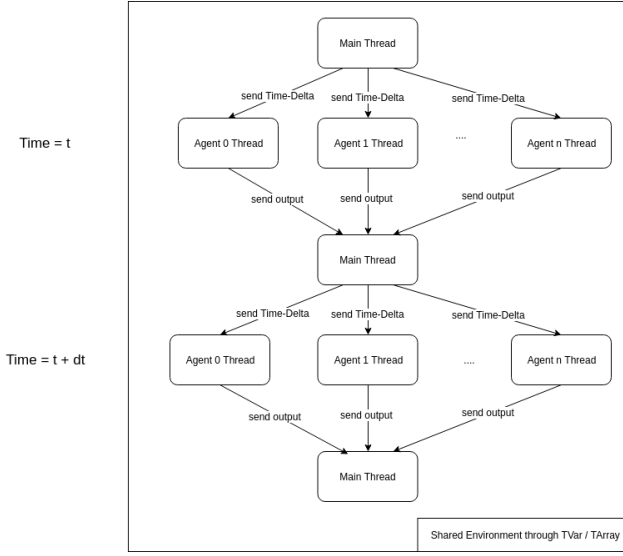 Main Thread
send Time-Delta
send Time-Delta
send Time-Delta
Time = t
Agent 0 Thread
Agent 1 Thread
....
Agent n Thread
send output
send output
send output
Main Thread
send Time-Delta
send Time-Delta
send Time-Delta
Time = t + dt
Agent 0 Thread
Agent 1 Thread
....
Agent n Thread
send output
send output
send output
Main Thread
Shared Environment through TVar / TArray